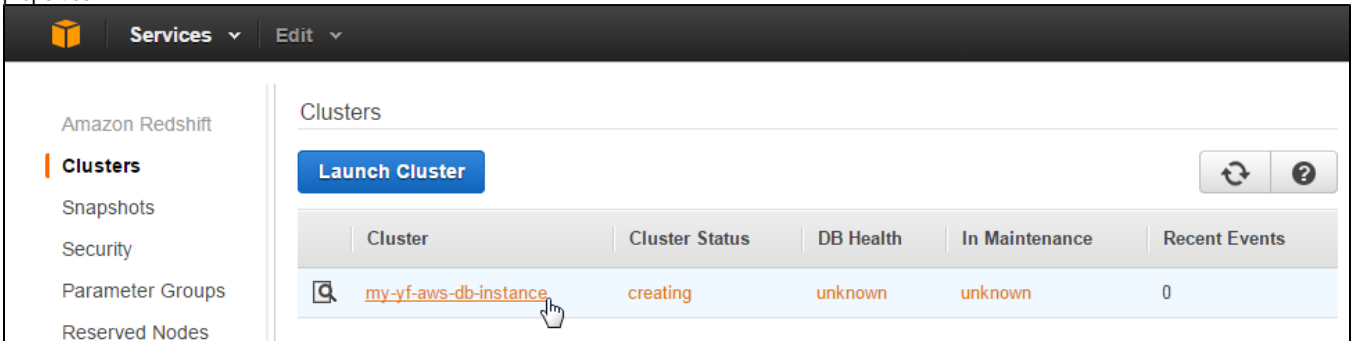 Services Edit
Amazon Redshift
Clusters
Snapshots
Security
Parameter Groups
Reserved Nodes
Clusters
Launch Cluster
Cluster Cluster Status DB Health In Maintenance Recent Events
my-yf-aws-db-instance creating unknown unknown 0